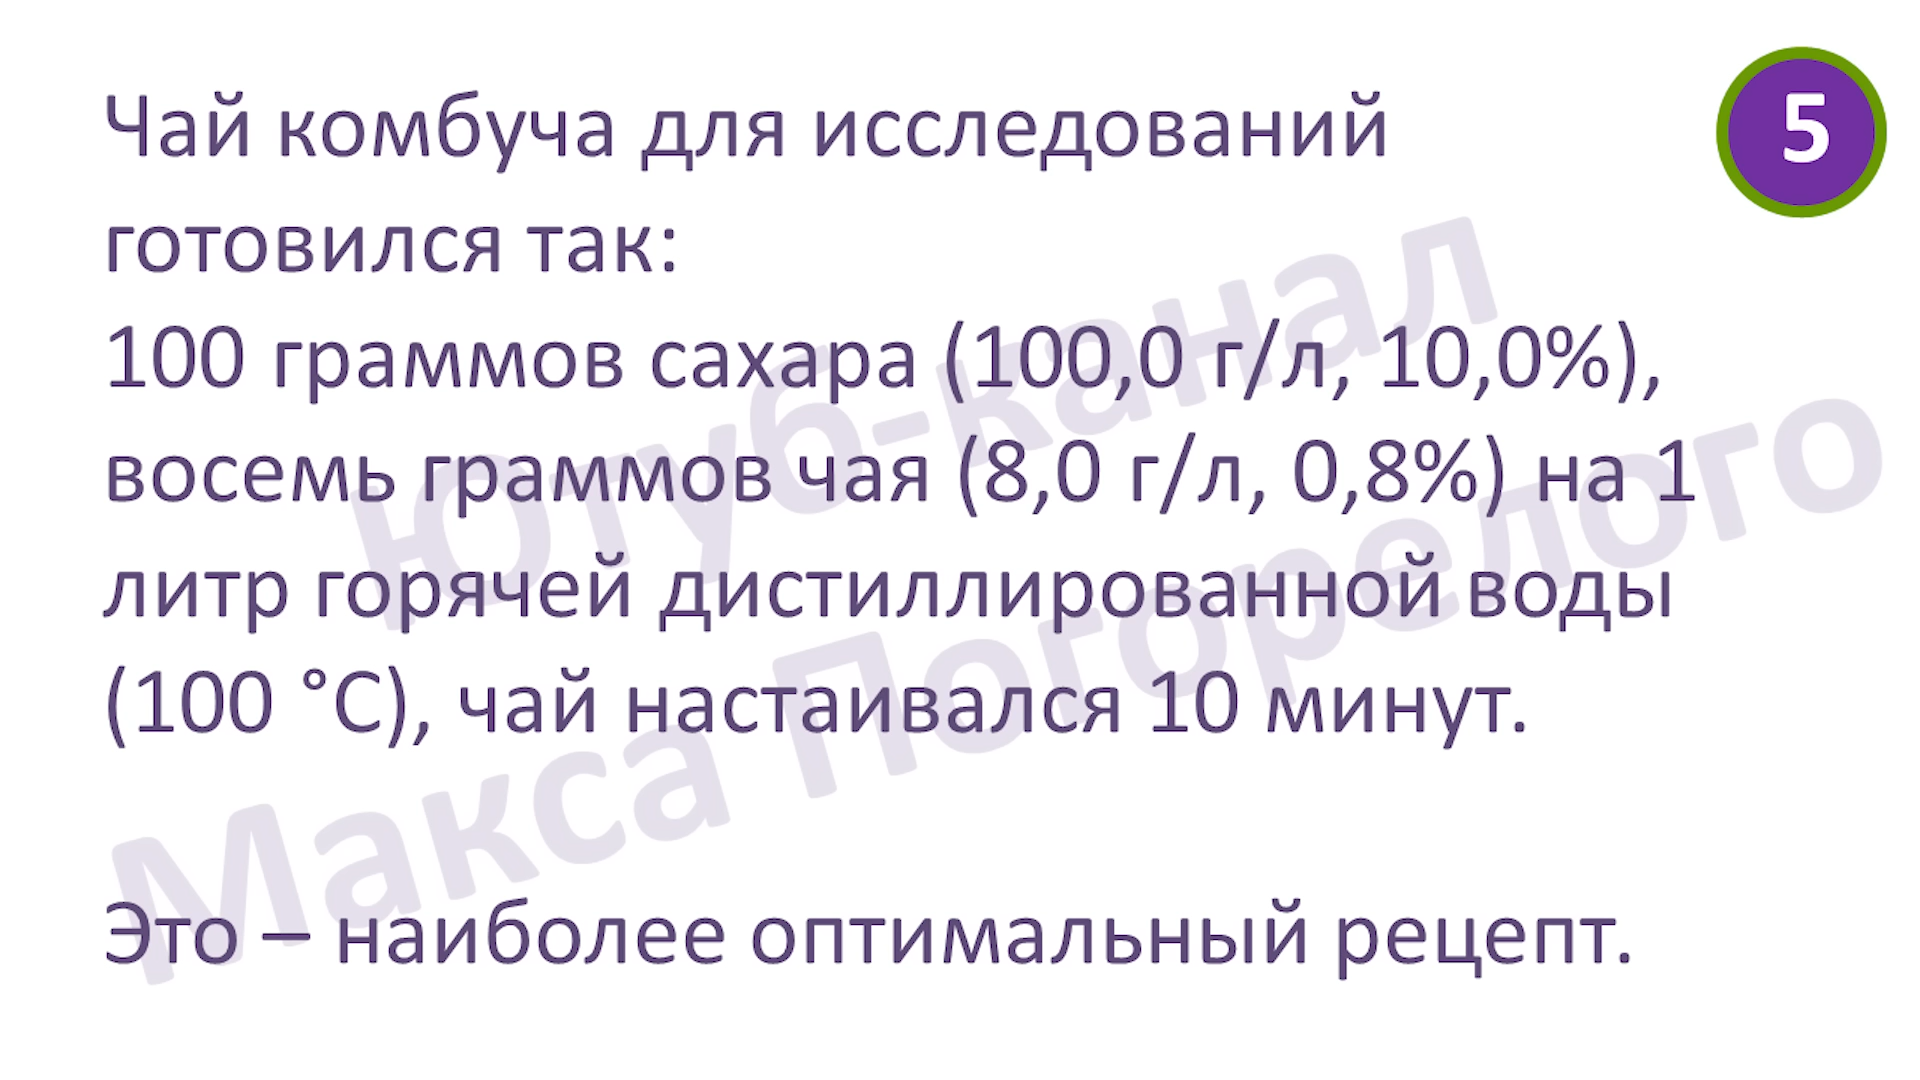 Чай комбуча для исследований
5
готовился так:
100 граммов сахара (100,0 г/л, 10,0%),
восемь граммов чая (8,0 г/л, 0,8%) на 1
литр горячей дистиллированной воды
(100 °С), чай настаивался 10 минут.
Это – наиболее оптимальный рецепт.
Ютуб-канал
Макса Погорелого